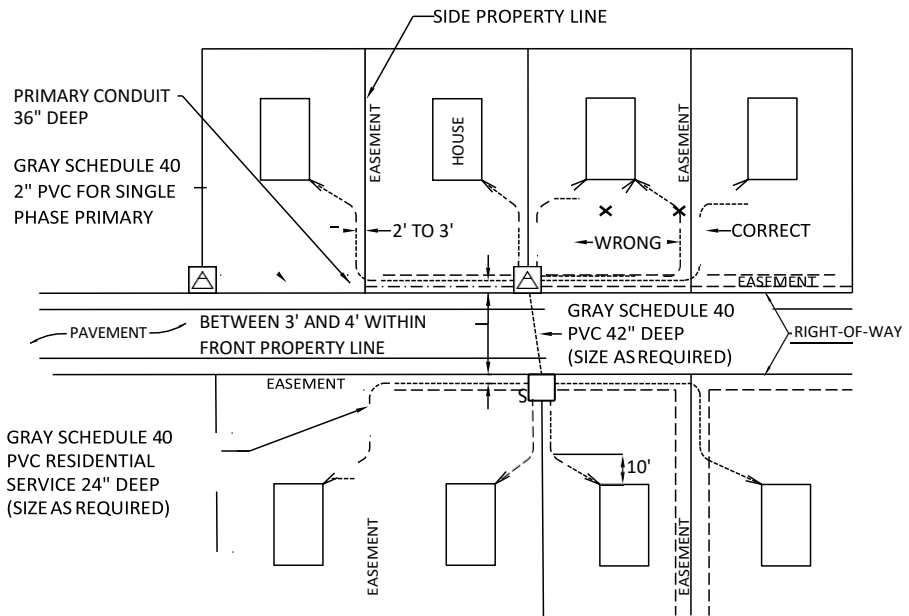 SIDE PROPERTY LINE
PRIMARY CONDUIT
36" DEEP
GRAY SCHEDULE 40
2" PVC FOR SINGLE
PHASE PRIMARY
EASEMENT
HOUSE
EASEMENT
2' TO 3'
WRONG
CORRECT
EASEMENT
PAVEMENT
BETWEEN 3' AND 4' WITHIN
FRONT PROPERTY LINE
GRAY SCHEDULE 40
PVC 42" DEEP
(SIZE AS REQUIRED)
RIGHT-OF-WAY
EASEMENT
S
GRAY SCHEDULE 40
PVC RESIDENTIAL
SERVICE 24" DEEP
(SIZE AS REQUIRED)
10'
EASEMENT
EASEMENT